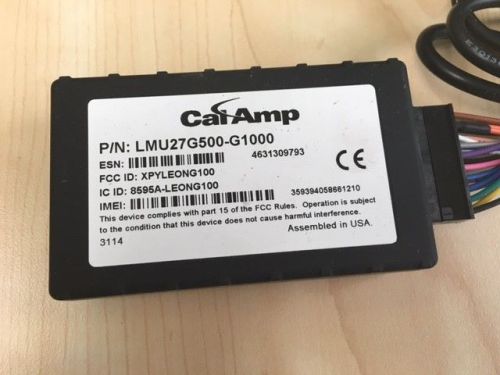 CalAmp
P/N: LMU27G500-G1000
ESN: 4631309793
FCC ID: XPYLEONG100
IC ID: 8595A-LEONG100
IMEI: 359394058661210
This device complies with part 15 of the FCC Rules. Operation is subject
to the condition that this device does not cause harmful interference.
3114 Assembled in USA.
CE